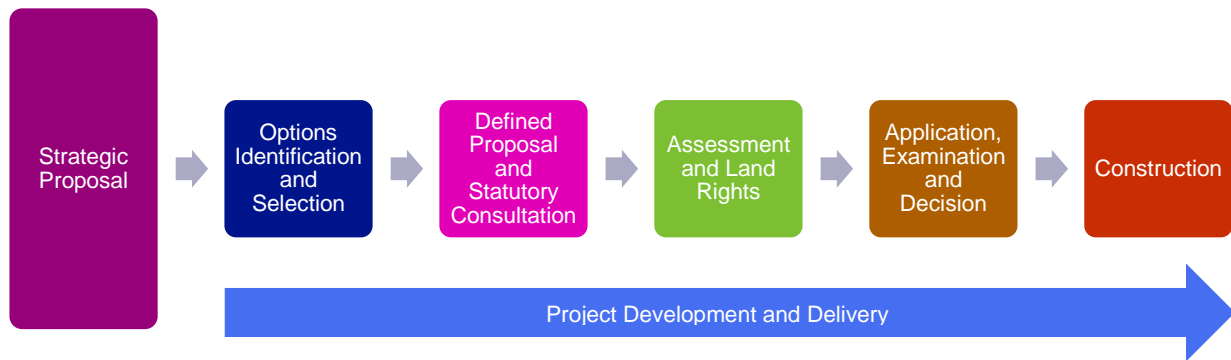 Strategic
Proposal
Options
Identification
and
Selection
Defined
Proposal
and
Statutory
Consultation
Assessment
and Land
Rights
Application,
Examination
and
Decision
Construction
Project Development and Delivery